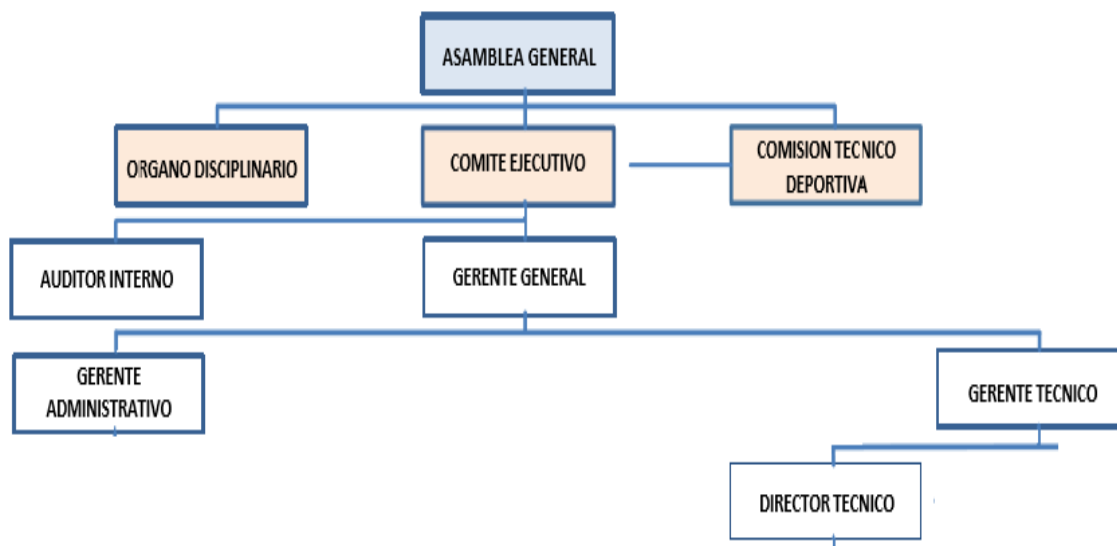 ASAMBLEA GENERAL
ORGANO DISCIPLINARIO
COMITE EJECUTIVO
COMISION TECNICO
DEPORTIVA
AUDITOR INTERNO
GERENTE GENERAL
GERENTE
ADMINISTRATIVO
GERENTE TECNICO
DIRECTOR TECNICO